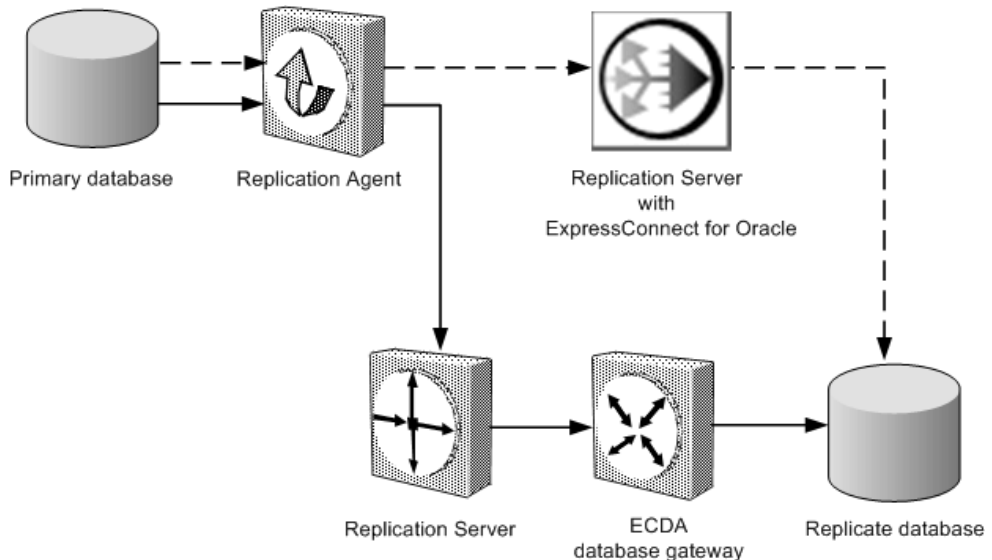 Primary database
Replication Agent
Replication Server
with
ExpressConnect for Oracle
Replication Server
ECDA
database gateway
Replicate database